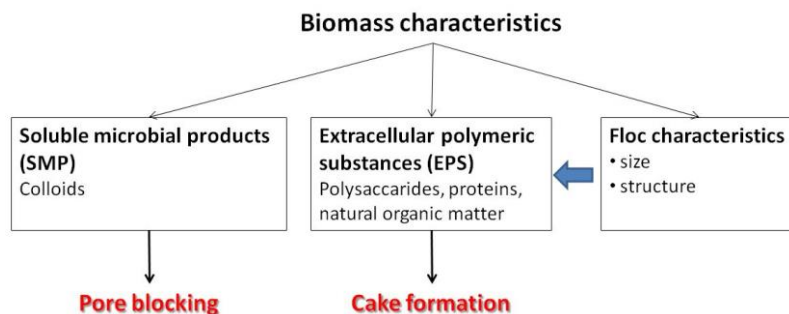 Biomass characteristics
Soluble microbial products
(SMP)
Colloids
Extracellular polymeric
substances (EPS)
Polysaccarides, proteins,
natural organic matter
Floc characteristics
• size
• structure
Pore blocking
Cake formation